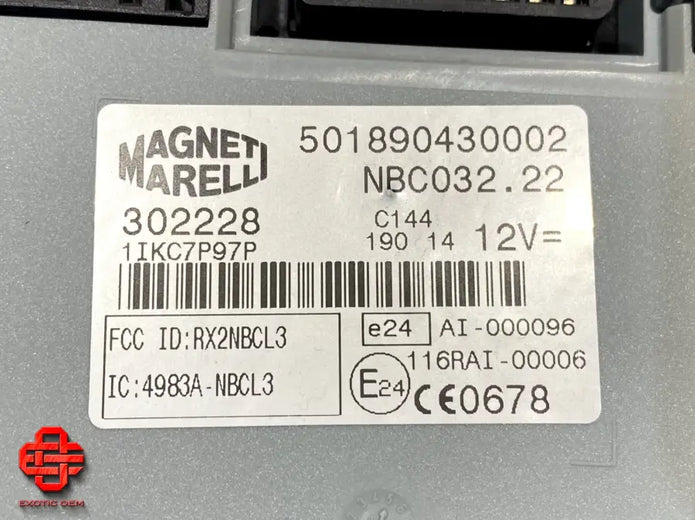 MAGNETI
MARELLI
501890430002
NBC032.22
302228
1IKC7P97P
C144
190 14
12V=
FCC ID:RX2NBCL3
IC:4983A-NBCL3
e24
AI-000096
116RAI-00006
E24
CE0678
EXOTIC OEM